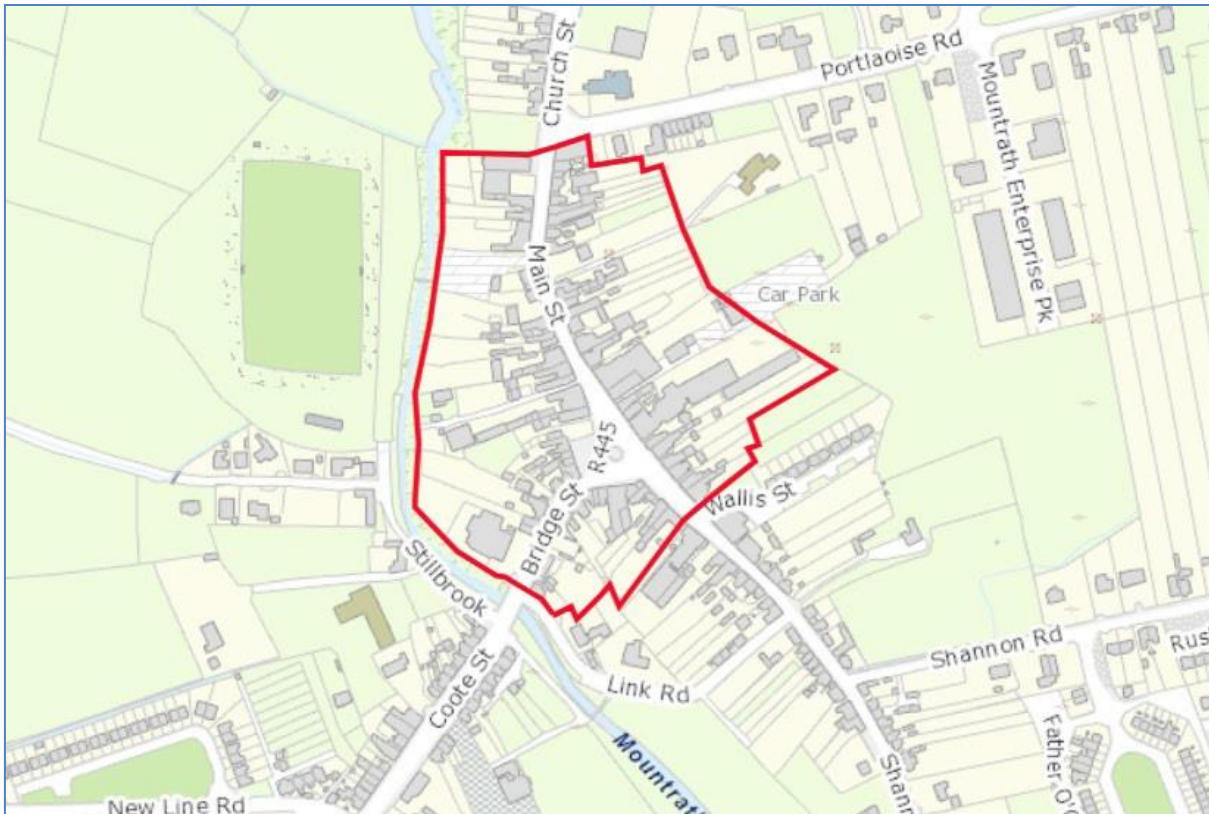 Church St
Portlaoise Rd
Mountrath Enterprise Pk
Main St
Car Park
R445
Wallis St
Bridge St
Stillbrook
Shannon Rd
Rus
Link Rd
Coote St
Father O'
Mountrath
Shann
New Line Rd